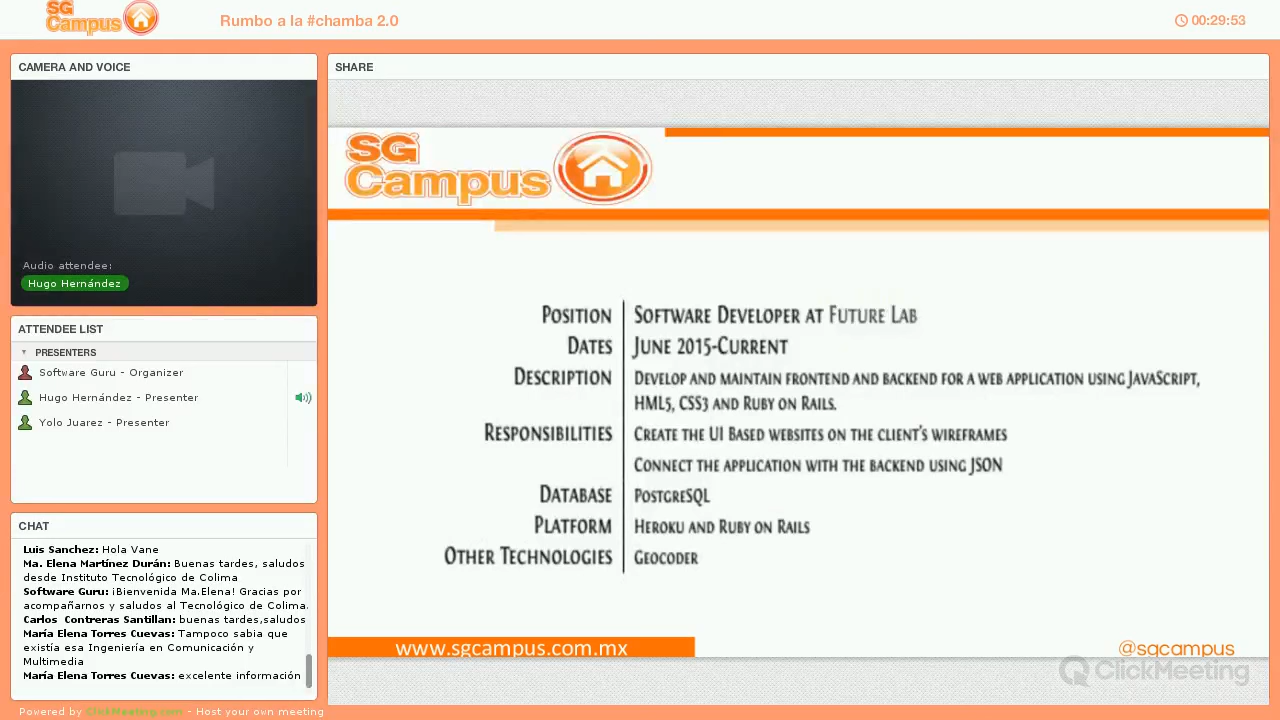 SG
Campus
Rumbo a la #chamba 2.0
00:29:53
CAMERA AND VOICE
Audio attendee:
Hugo Hernández
ATTENDEE LIST
PRESENTERS
Software Guru - Organizer
Hugo Hernández - Presenter
Yolo Juarez - Presenter
CHAT
Luis Sanchez: Hola Vane
Ma. Elena Martínez Durán: Buenas tardes, saludos
desde Instituto Tecnológico de Colima
Software Guru: ¡Bienvenida Ma.Elena! Gracias por
acompañarnos y saludos al Tecnológico de Colima.
Carlos Contreras Santillan: buenas tardes,saludos
María Elena Torres Cuevas: Tampoco sabia que
existía esa Ingeniería en Comunicación y
Multimedia
María Elena Torres Cuevas: excelente información
Powered by ClickMeeting.com - Host your own meeting
SHARE
SG
Campus
POSITION SOFTWARE DEVELOPER AT FUTURE LAB
DATES JUNE 2015-CURRENT
DESCRIPTION DEVELOP AND MAINTAIN FRONTEND AND BACKEND FOR A WEB APPLICATION USING JAVASCRIPT,
HML5, CSS3 AND RUBY ON RAILS.
RESPONSIBILITIES CREATE THE UI BASED WEBSITES ON THE CLIENT'S WIREFRAMES
CONNECT THE APPLICATION WITH THE BACKEND USING JSON
DATABASE POSTGRESQL
PLATFORM HEROKU AND RUBY ON RAILS
OTHER TECHNOLOGIES GEOCODER
www.sgcampus.com.mx
@sgcampus
ClickMeeting